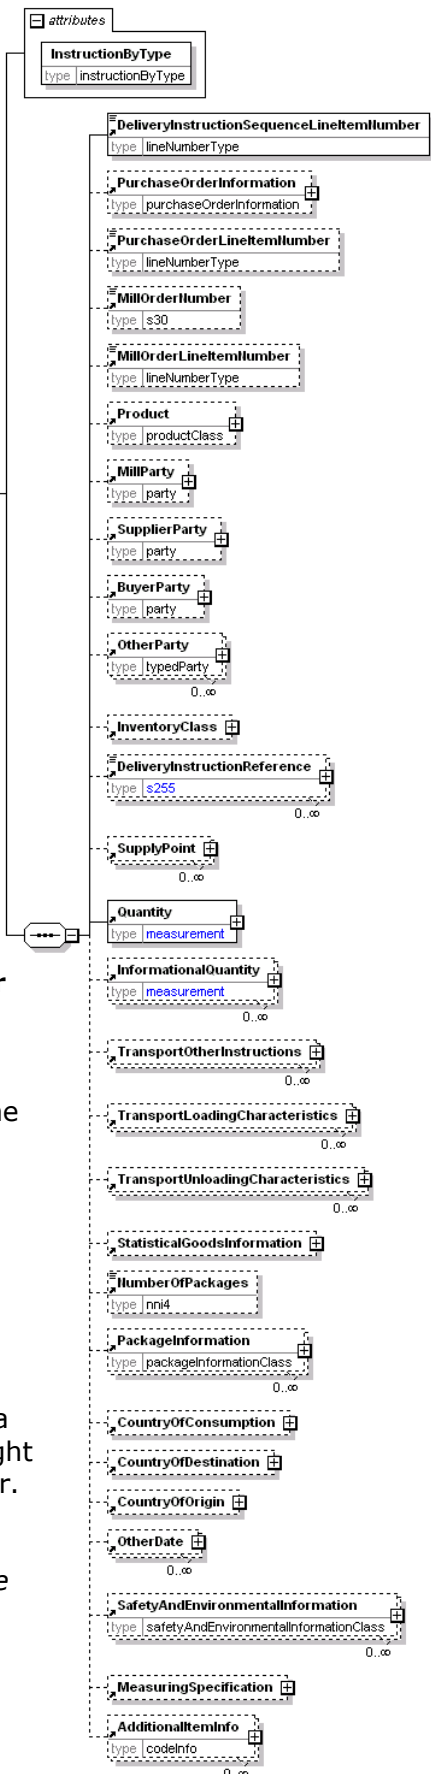 attributes
InstructionByType
type instructionByType
DeliveryInstructionSequenceLineItemNumber
type lineNumberType
PurchaseOrderInformation
type purchaseOrderInformation
PurchaseOrderLineItemNumber
type lineNumberType
MillOrderNumber
type s30
MillOrderLineItemNumber
type lineNumberType
Product
type productClass
MillParty
type party
SupplierParty
type party
BuyerParty
type party
OtherParty
type typedParty
0..∞
InventoryClass
DeliveryInstructionReference
type s255
0..∞
SupplyPoint
0..∞
Quantity
type measurement
r
InformationalQuantity
type measurement
0..∞
TransportOtherInstructions
0..∞
TransportLoadingCharacteristics
0..∞
TransportUnloadingCharacteristics
0..∞
StatisticalGoodsInformation
NumberOfPackages
type nni4
PackageInformation
type packageInformationClass
0..∞
a
CountryOfConsumption
ght
CountryOfDestination
r.
CountryOfOrigin
OtherDate
0..∞
e
SafetyAndEnvironmentalInformation
type safetyAndEnvironmentalInformationClass
0..∞
MeasuringSpecification
AdditionalItemInfo
type codeInfo
0..∞